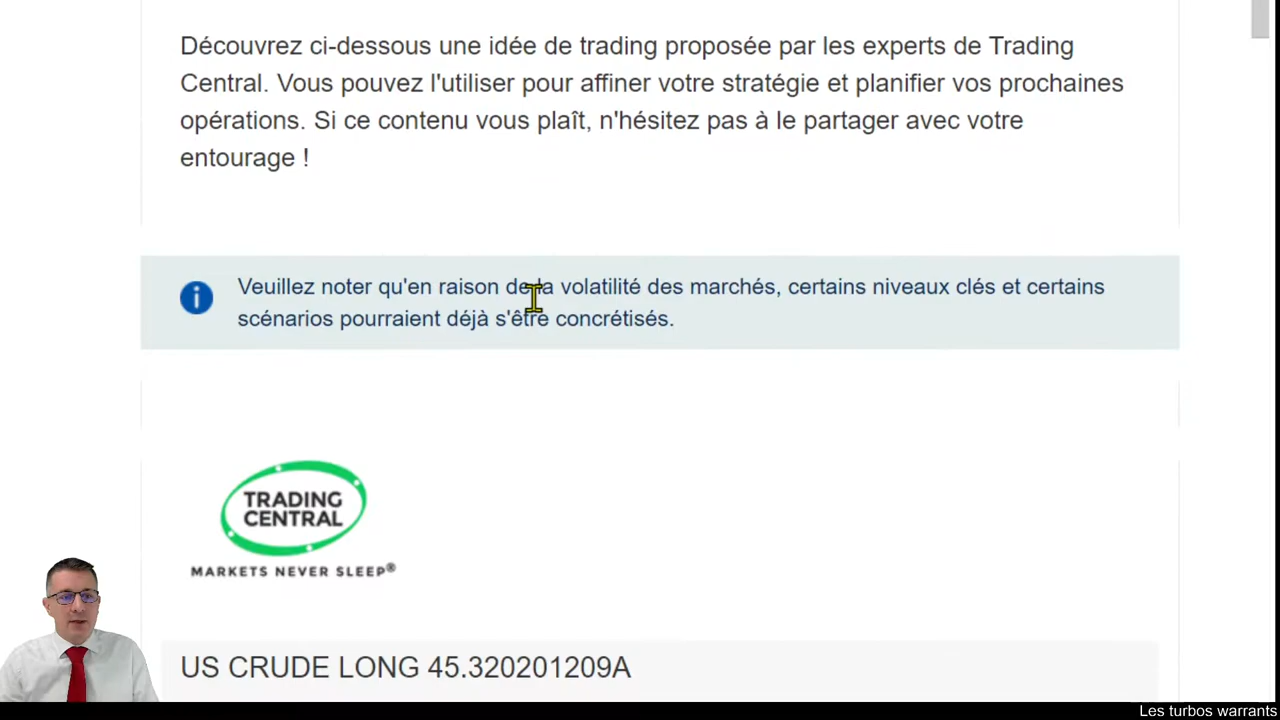 Découvrez ci-dessous une idée de trading proposée par les experts de Trading
Central. Vous pouvez l'utiliser pour affiner votre stratégie et planifier vos prochaines
opérations. Si ce contenu vous plaît, n'hésitez pas à le partager avec votre
entourage !
Veuillez noter qu'en raison de la volatilité des marchés, certains niveaux clés et certains
scénarios pourraient déjà s'être concrétisés.
TRADING
CENTRAL
MARKETS NEVER SLEEP®
US CRUDE LONG 45.320201209A
Les turbos warrants